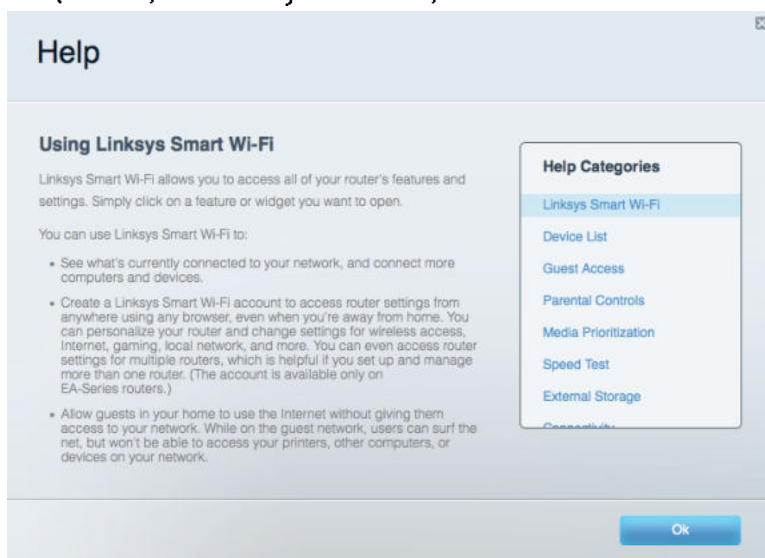 Help
Using Linksys Smart Wi-Fi
Linksys Smart Wi-Fi allows you to access all of your router's features and
settings. Simply click on a feature or widget you want to open.
You can use Linksys Smart Wi-Fi to:
• See what's currently connected to your network, and connect more
computers and devices.
• Create a Linksys Smart Wi-Fi account to access router settings from
anywhere using any browser, even when you're away from home. You
can personalize your router and change settings for wireless access,
Internet, gaming, local network, and more. You can even access router
settings for multiple routers, which is helpful if you set up and manage
more than one router. (The account is available only on
EA-Series routers.)
• Allow guests in your home to use the Internet without giving them
access to your network. While on the guest network, users can surf the
net, but won't be able to access your printers, other computers, or
devices on your network.
Help Categories
Linksys Smart Wi-Fi
Device List
Guest Access
Parental Controls
Media Prioritization
Speed Test
External Storage
Connectivity
Ok